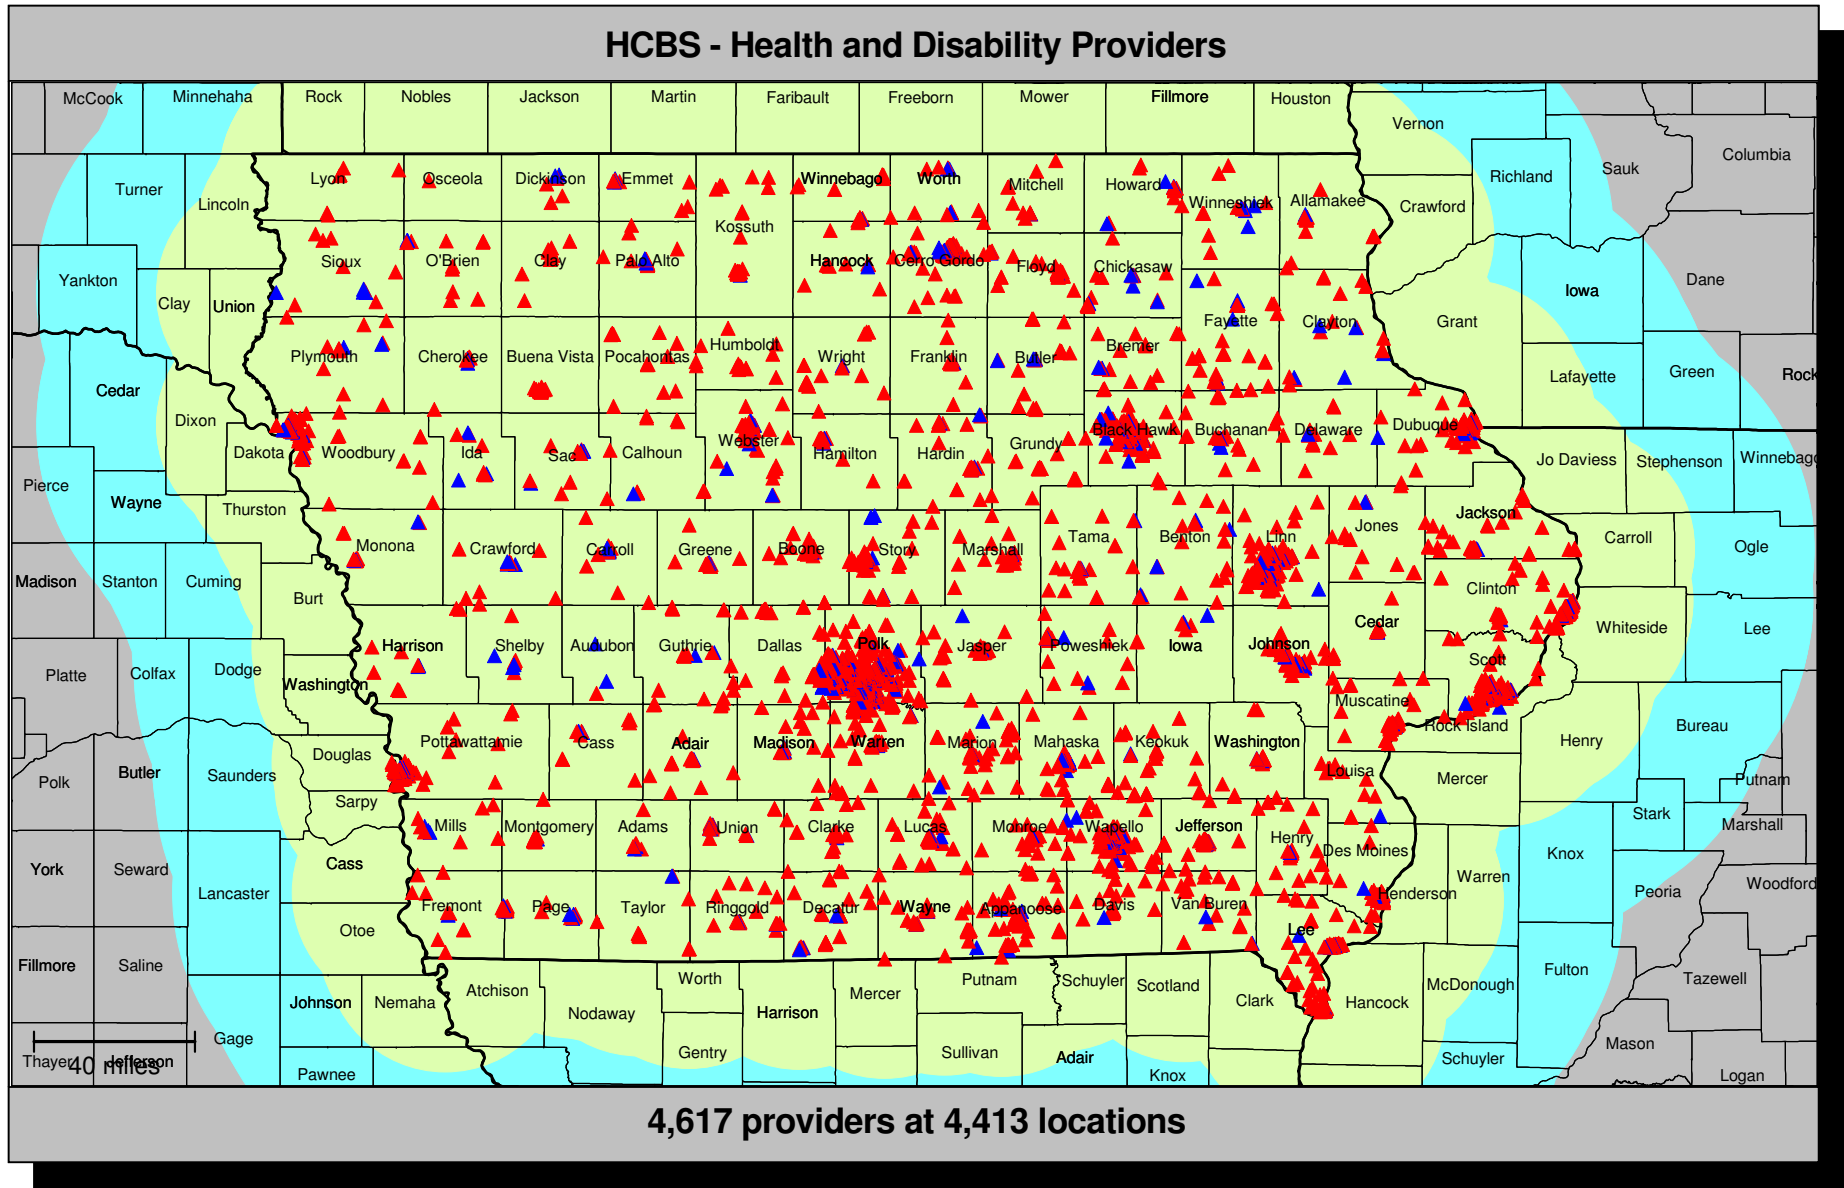 HCBS - Health and Disability Providers
McCook Minnehaha Rock Nobles Jackson Martin Faribault Freeborn Mower Fillmore Houston
Vernon
Turner Lincoln Lyon Osceola Dickinson Emmet Kossuth Winnebago Worth Mitchell Howard Winneshiek Allamakee Crawford Richland Sauk Columbia
Yankton Clay Union Sioux O'Brien Clay Palo Alto Hancock Cerro Gordo Floyd Chickasaw Iowa Dane
Fayette Clayton Grant
Cedar Dixon Plymouth Cherokee Buena Vista Pocahontas Humboldt Wright Franklin Butler Bremer Lafayette Green Rock
Dakota Woodbury Ida Sac Calhoun Webster Hamilton Hardin Grundy Black Hawk Buchanan Delaware Dubuque Jo Daviess Stephenson Winnebago
Pierce Wayne Thurston Jackson
Monona Crawford Carroll Greene Boone Story Marshall Tama Benton Linn Jones Carroll Ogle
Madison Stanton Cuming Burt Clinton
Cedar Whiteside Lee
Harrison Shelby Audubon Guthrie Dallas Polk Jasper Poweshiek Iowa Johnson Scott
Platte Colfax Dodge Washington Muscatine Rock Island Henry Bureau
Douglas Pottawattamie Cass Adair Madison Warren Marion Mahaska Keokuk Washington Louisa Mercer Putnam
Polk Butler Saunders Sarpy Stark Marshall
Mills Montgomery Adams Union Clarke Lucas Monroe Wapello Jefferson Henry Des Moines Knox
York Seward Lancaster Cass Henderson Warren Peoria Woodford
Fremont Page Taylor Ringgold Decatur Wayne Appanoose Davis Van Buren Lee
Otoe
Fillmore Saline Johnson Nemaha Atchison Nodaway Worth Harrison Mercer Putnam Schuyler Scotland Clark Hancock McDonough Fulton Tazewell
Gage Gentry Sullivan Adair Schuyler Mason
Thayer Jefferson
40 miles
Pawnee Knox Logan
4,617 providers at 4,413 locations